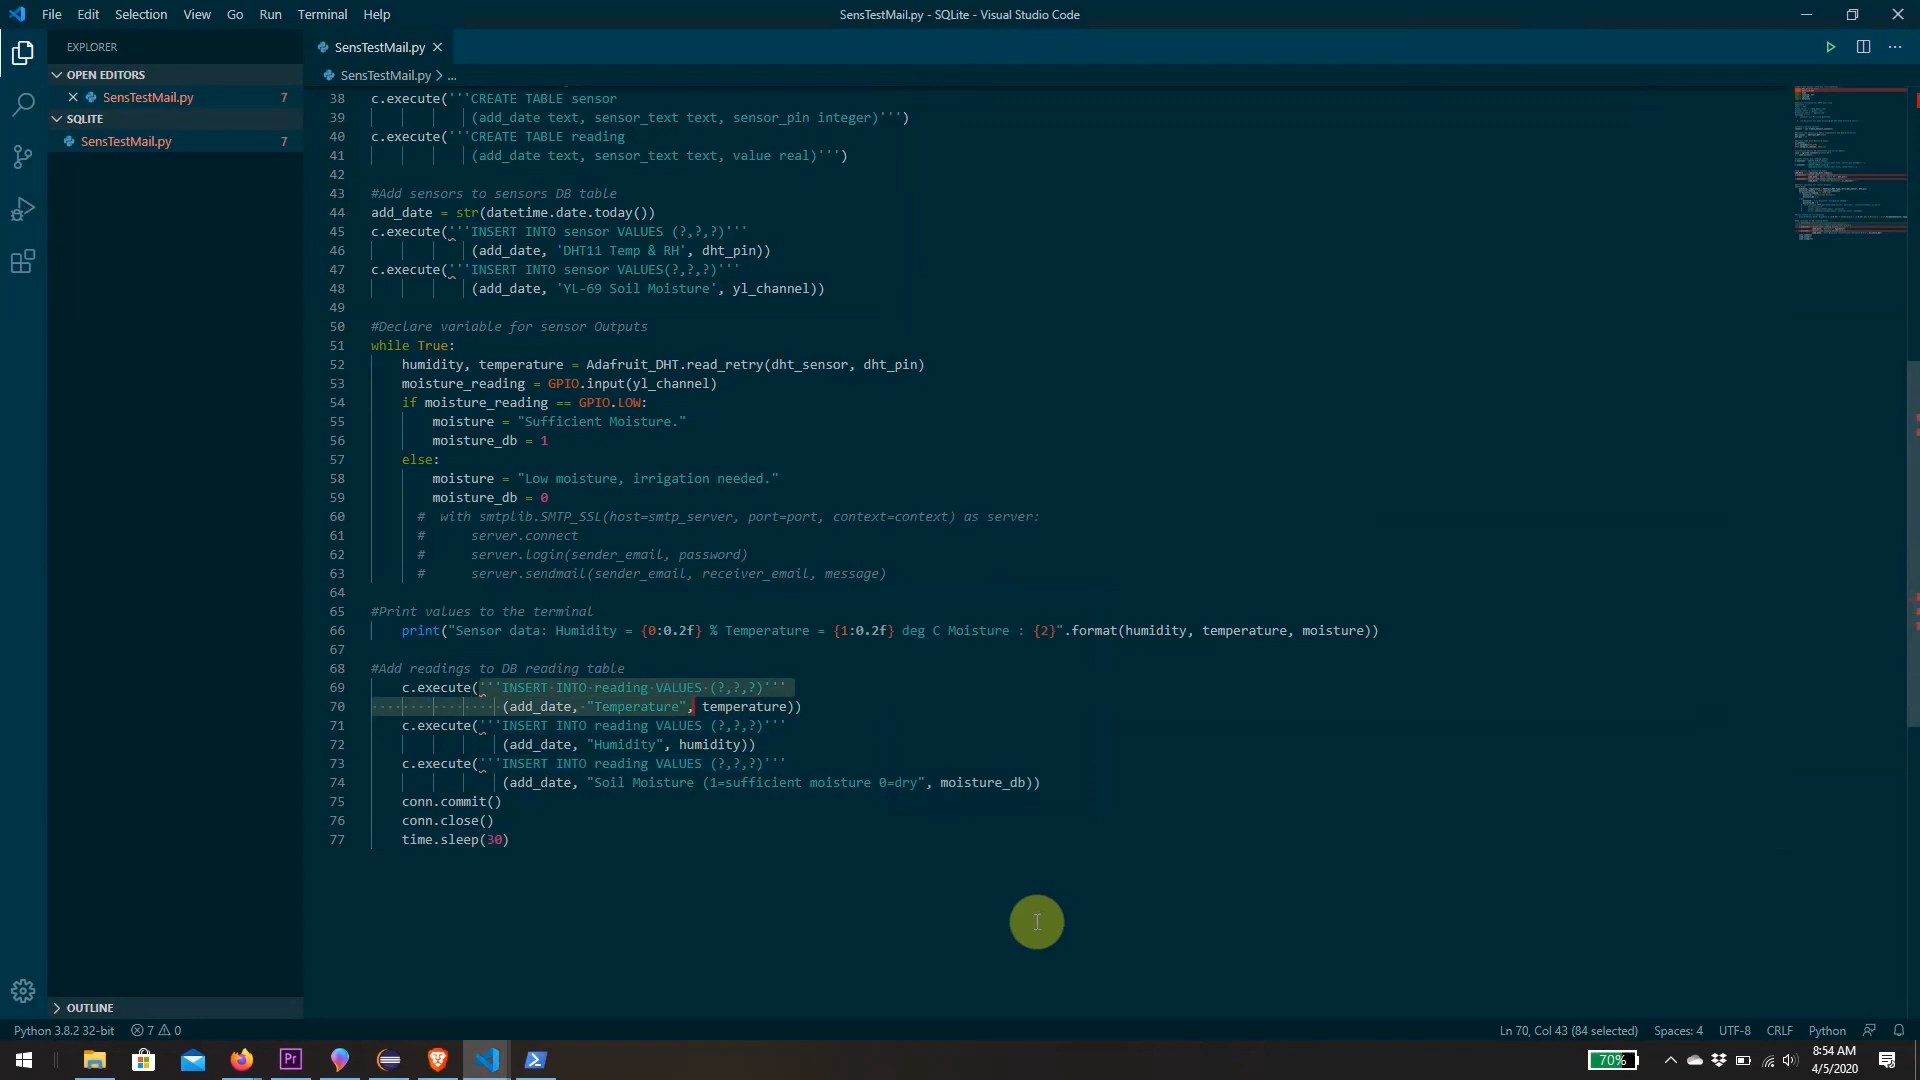 File Edit Selection View Go Run Terminal Help
SensTestMail.py - SQLite - Visual Studio Code
EXPLORER
OPEN EDITORS
SensTestMail.py 7
SQLITE
SensTestMail.py 7
OUTLINE
SensTestMail.py
SensTestMail.py > ...
38 c.execute('''CREATE TABLE sensor
39 (add_date text, sensor_text text, sensor_pin integer)''')
40 c.execute('''CREATE TABLE reading
41 (add_date text, sensor_text text, value real)''')
42
43 #Add sensors to sensors DB table
44 add_date = str(datetime.date.today())
45 c.execute('''INSERT INTO sensor VALUES (?,?,?)'''
46 (add_date, 'DHT11 Temp & RH', dht_pin))
47 c.execute('''INSERT INTO sensor VALUES(?,?,?)'''
48 (add_date, 'YL-69 Soil Moisture', yl_channel))
49
50 #Declare variable for sensor Outputs
51 while True:
52 humidity, temperature = Adafruit_DHT.read_retry(dht_sensor, dht_pin)
53 moisture_reading = GPIO.input(yl_channel)
54 if moisture_reading == GPIO.LOW:
55 moisture = "Sufficient Moisture."
56 moisture_db = 1
57 else:
58 moisture = "Low moisture, irrigation needed."
59 moisture_db = 0
60 # with smtplib.SMTP_SSL(host=smtp_server, port=port, context=context) as server:
61 # server.connect
62 # server.login(sender_email, password)
63 # server.sendmail(sender_email, receiver_email, message)
64
65 #Print values to the terminal
66 print("Sensor data: Humidity = {0:0.2f} % Temperature = {1:0.2f} deg C Moisture : {2}".format(humidity, temperature, moisture))
67
68 #Add readings to DB reading table
69 c.execute('''INSERT INTO reading VALUES (?,?,?)'''
70 (add_date, "Temperature", temperature))
71 c.execute('''INSERT INTO reading VALUES (?,?,?)'''
72 (add_date, "Humidity", humidity))
73 c.execute('''INSERT INTO reading VALUES (?,?,?)'''
74 (add_date, "Soil Moisture (1=sufficient moisture 0=dry", moisture_db))
75 conn.commit()
76 conn.close()
77 time.sleep(30)
Python 3.8.2 32-bit 7 0 Ln 70, Col 43 (84 selected) Spaces: 4 UTF-8 CRLF Python
Pr
70%
8:54 AM
4/5/2020